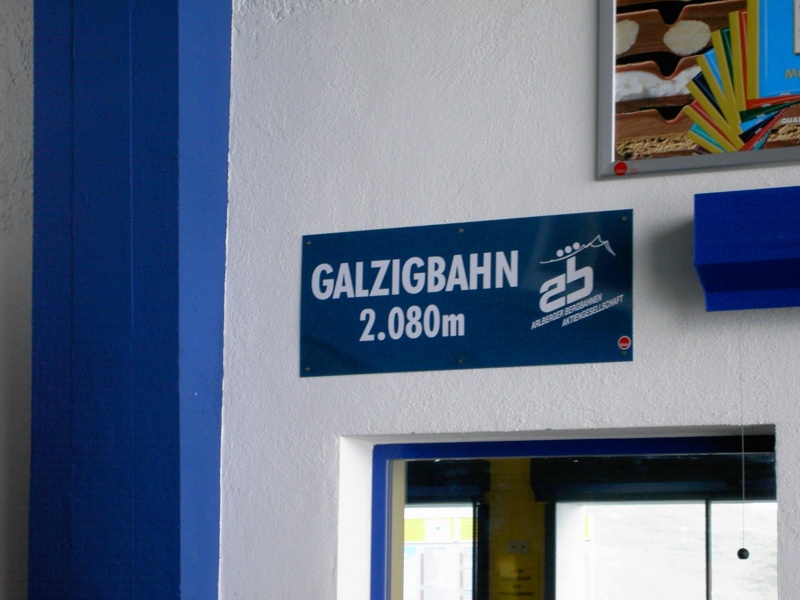 GALZIGBAHN
2.080m
ab
ARLBERGER BERGBAHNEN
AKTIENGESELLSCHAFT